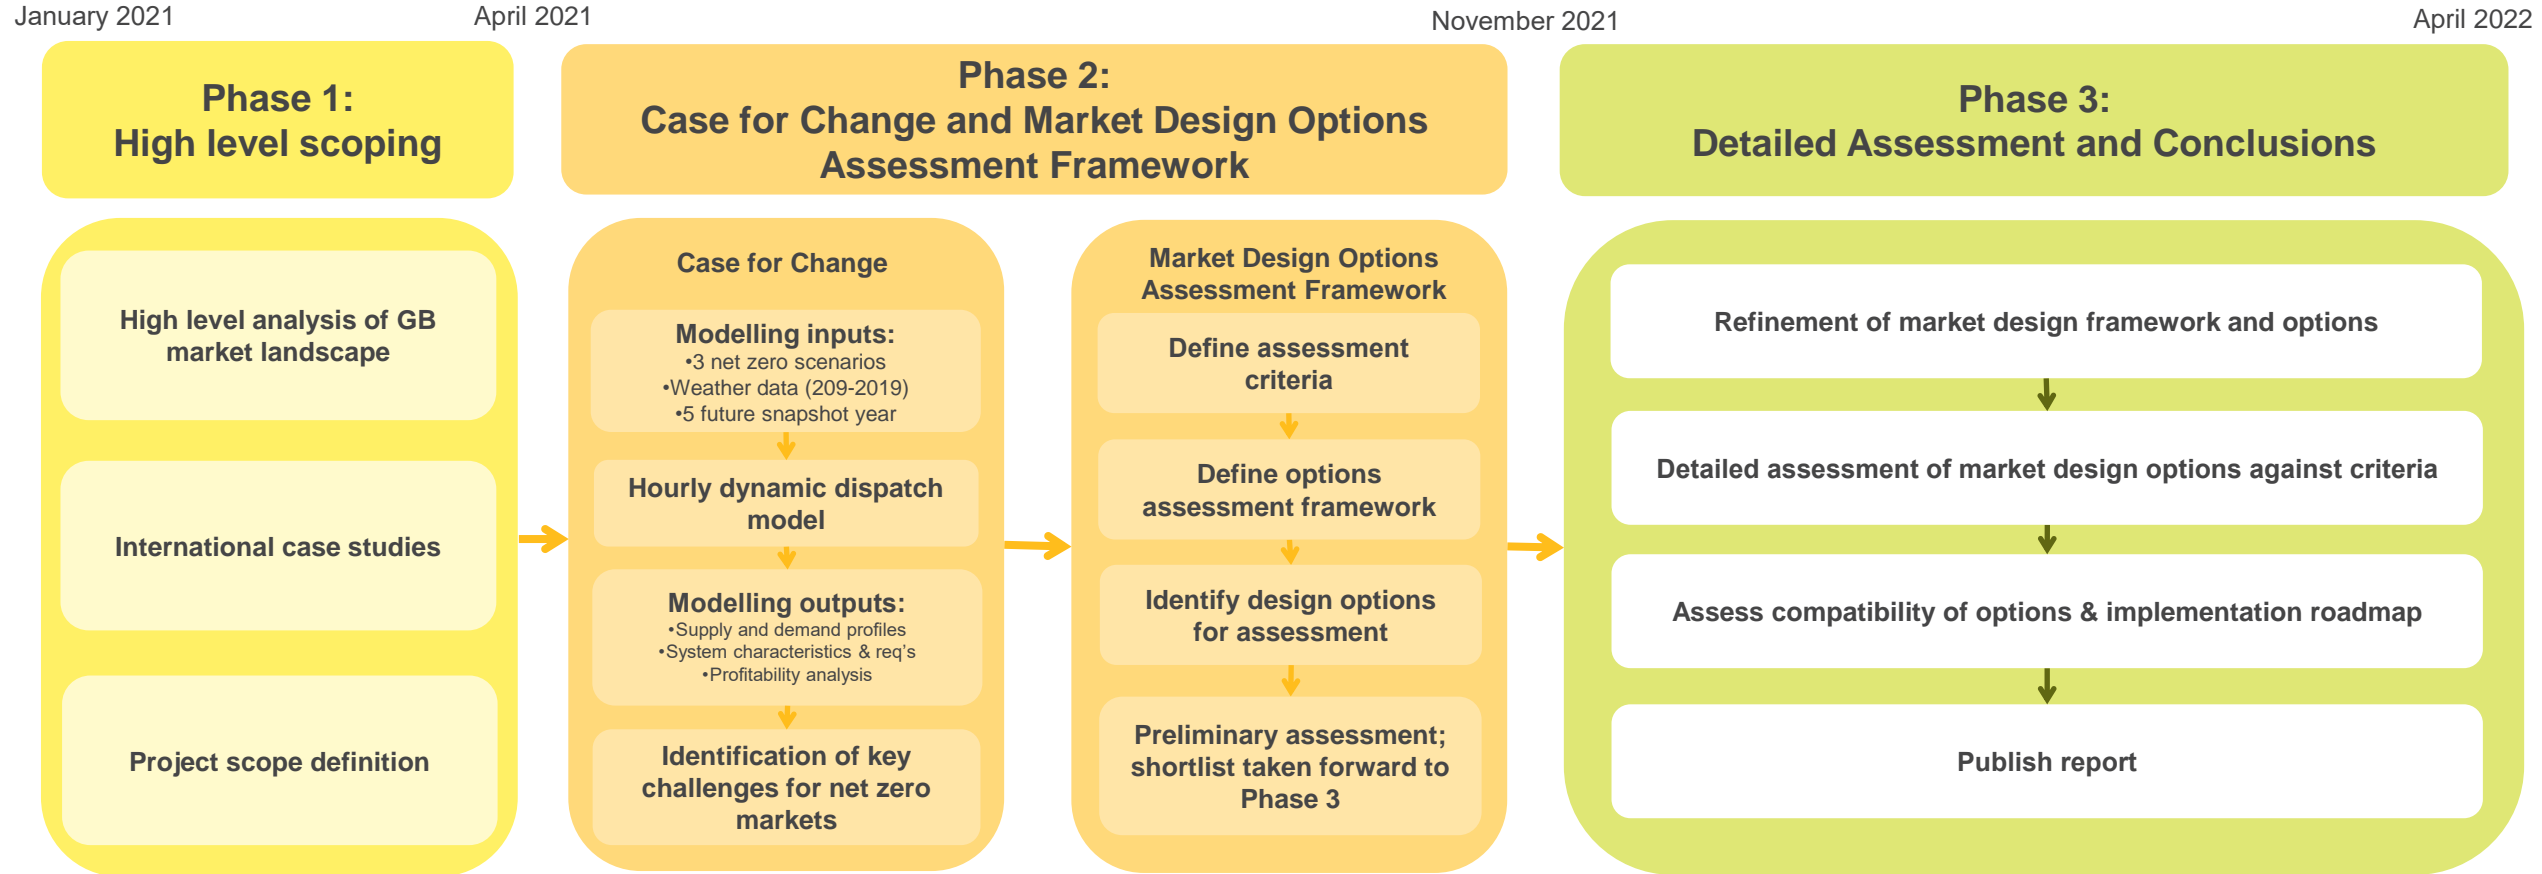 January 2021
April 2021
November 2021
April 2022
Phase 1:
High level scoping
Phase 2:
Case for Change and Market Design Options
Assessment Framework
Phase 3:
Detailed Assessment and Conclusions
High level analysis of GB
market landscape
International case studies
Project scope definition
Case for Change
Modelling inputs:
•3 net zero scenarios
•Weather data (209-2019)
•5 future snapshot year
Hourly dynamic dispatch
model
Modelling outputs:
•Supply and demand profiles
•System characteristics & req's
•Profitability analysis
Identification of key
challenges for net zero
markets
Market Design Options
Assessment Framework
Define assessment
criteria
Define options
assessment framework
Identify design options
for assessment
Preliminary assessment;
shortlist taken forward to
Phase 3
Refinement of market design framework and options
Detailed assessment of market design options against criteria
Assess compatibility of options & implementation roadmap
Publish report